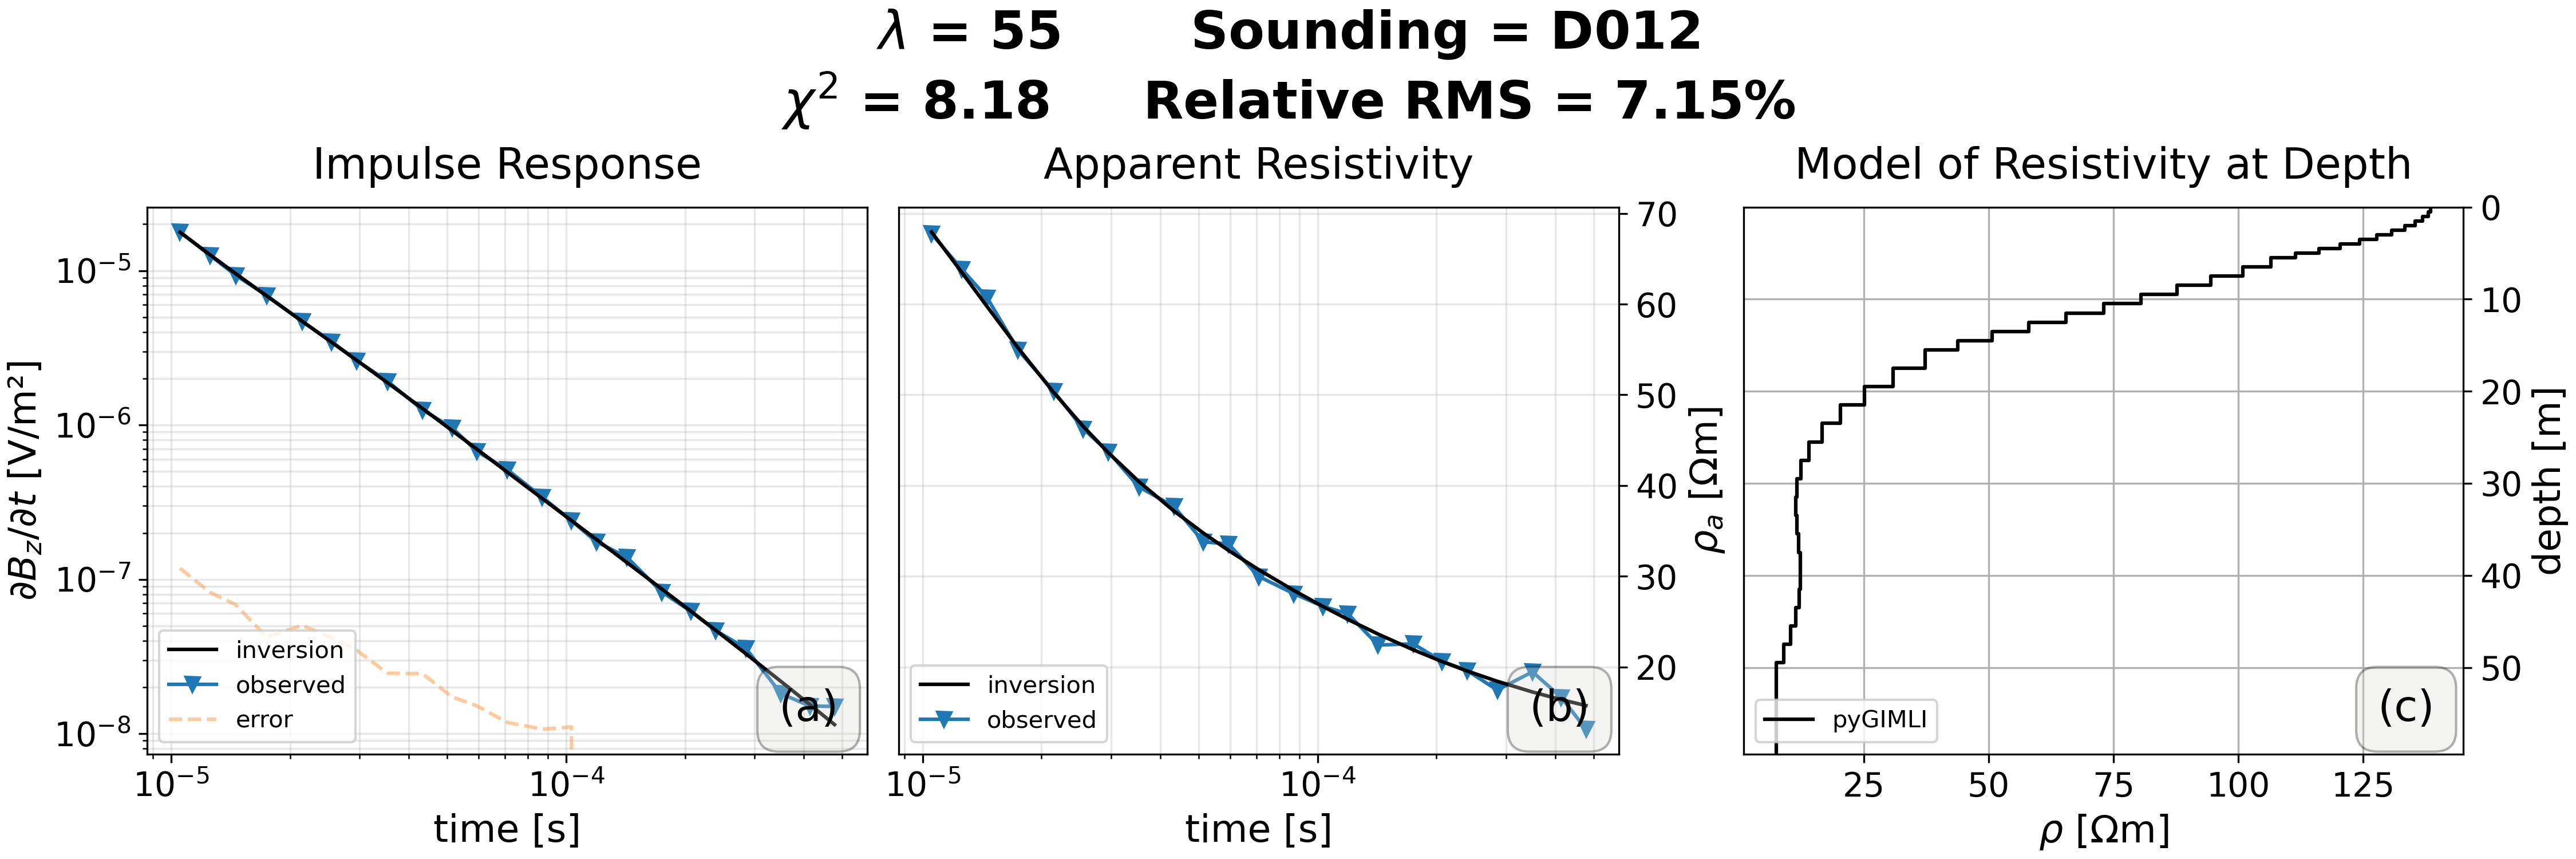 λ = 55 Sounding = D012
χ² = 8.18 Relative RMS = 7.15%
Impulse Response
∂B_z/∂t [V/m²]
10⁻⁵
10⁻⁶
10⁻⁷
10⁻⁸
inversion
observed
error
(a)
10⁻⁵ 10⁻⁴
time [s]
Apparent Resistivity
70
60
50
40
30
20
ρ_a [Ωm]
inversion
observed
(b)
10⁻⁵ 10⁻⁴
time [s]
Model of Resistivity at Depth
0
10
20
30
40
50
depth [m]
pyGIMLI
(c)
25 50 75 100 125
ρ [Ωm]